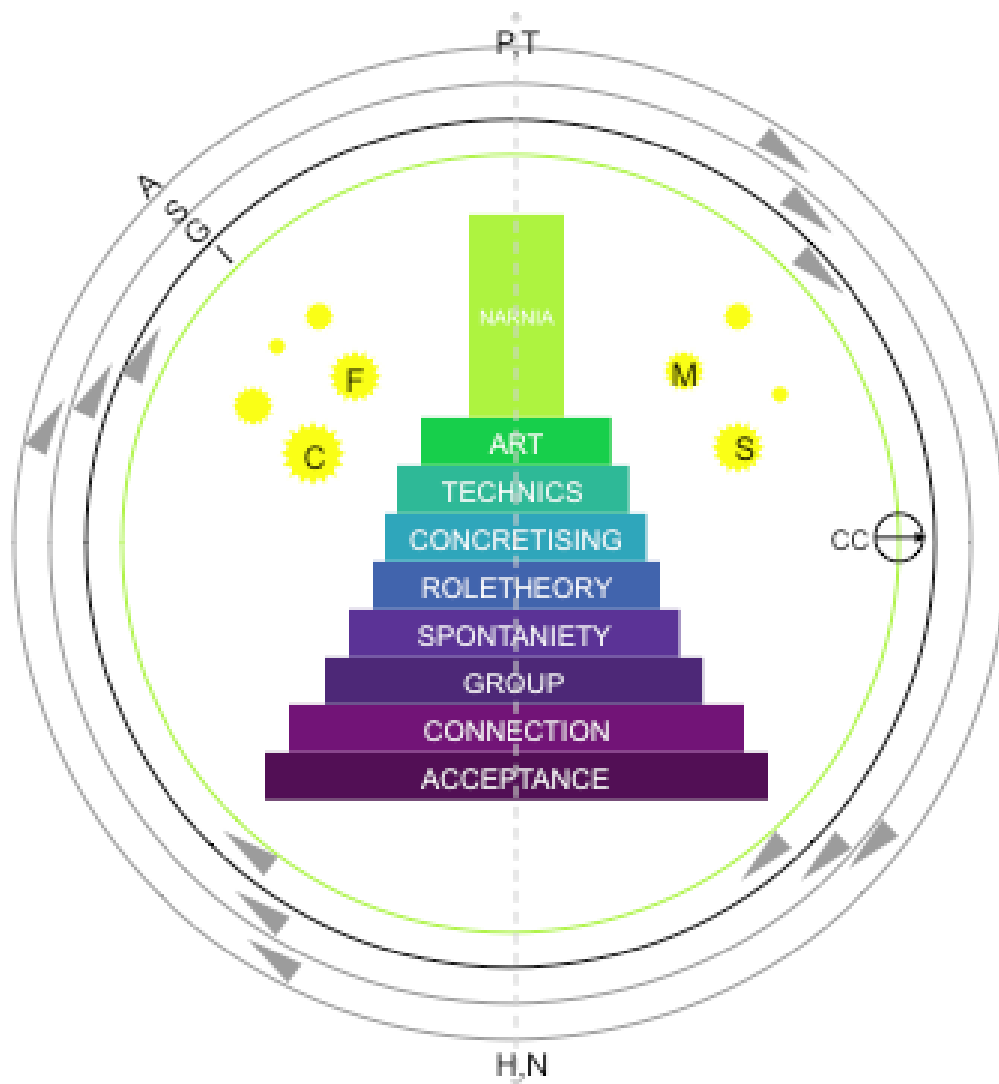 P,T
A
S
G
I
NARNIA
F
M
C
S
ART
TECHNICS
CONCRETISING
CC
ROLETHEORY
SPONTANIETY
GROUP
CONNECTION
ACCEPTANCE
H,N